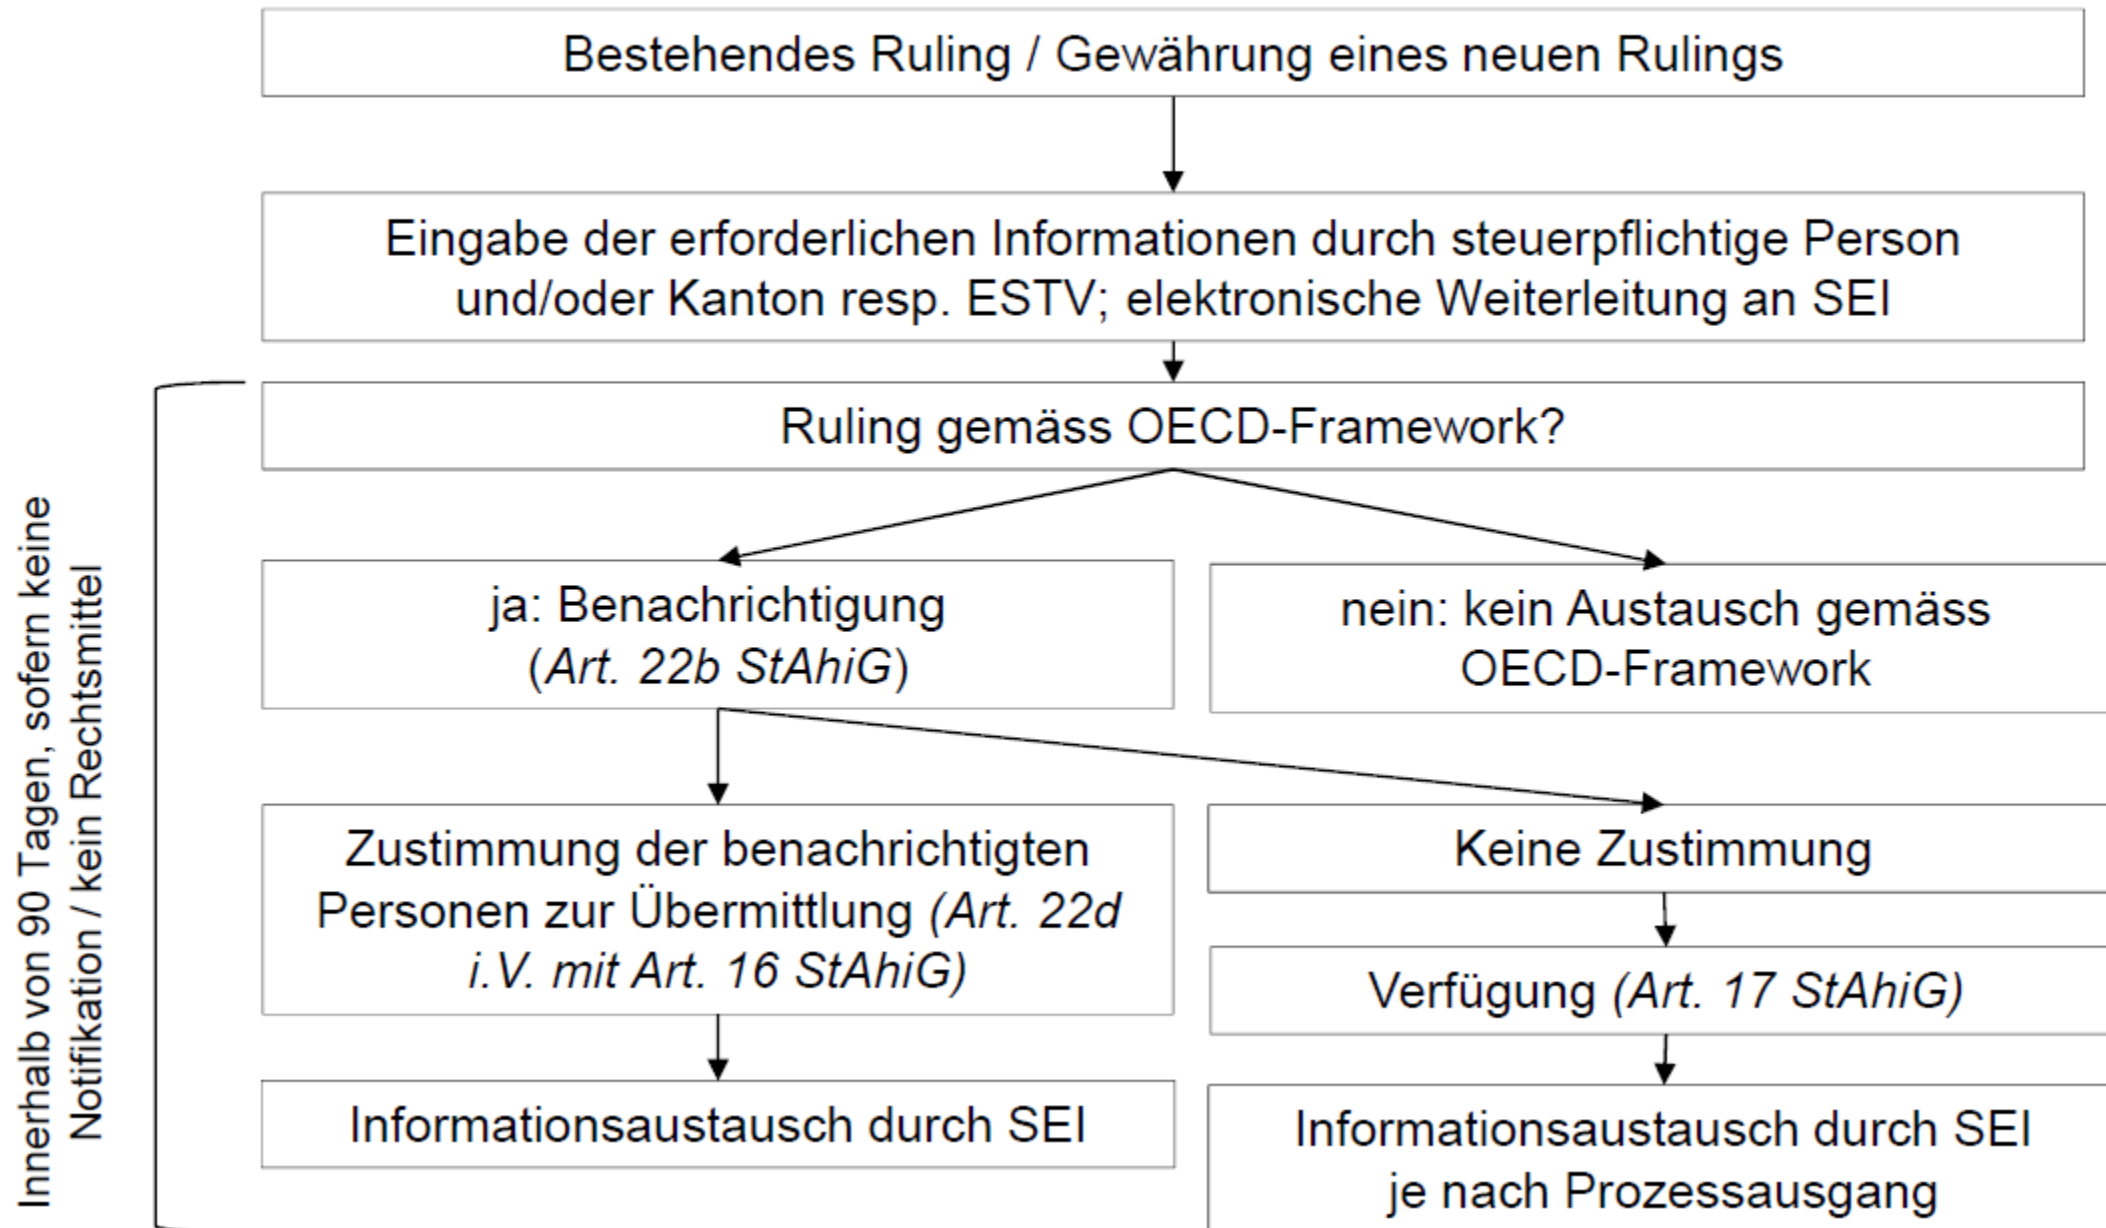 Bestehendes Ruling / Gewährung eines neuen Rulings
Eingabe der erforderlichen Informationen durch steuerpflichtige Person
und/oder Kanton resp. ESTV; elektronische Weiterleitung an SEI
Ruling gemäss OECD-Framework?
ja: Benachrichtigung
(Art. 22b StAhiG)
nein: kein Austausch gemäss
OECD-Framework
Zustimmung der benachrichtigten
Personen zur Übermittlung (Art. 22d
i.V. mit Art. 16 StAhiG)
Keine Zustimmung
Verfügung (Art. 17 StAhiG)
Informationsaustausch durch SEI
Informationsaustausch durch SEI
je nach Prozessausgang
Innerhalb von 90 Tagen, sofern keine
Notifikation / kein Rechtsmittel